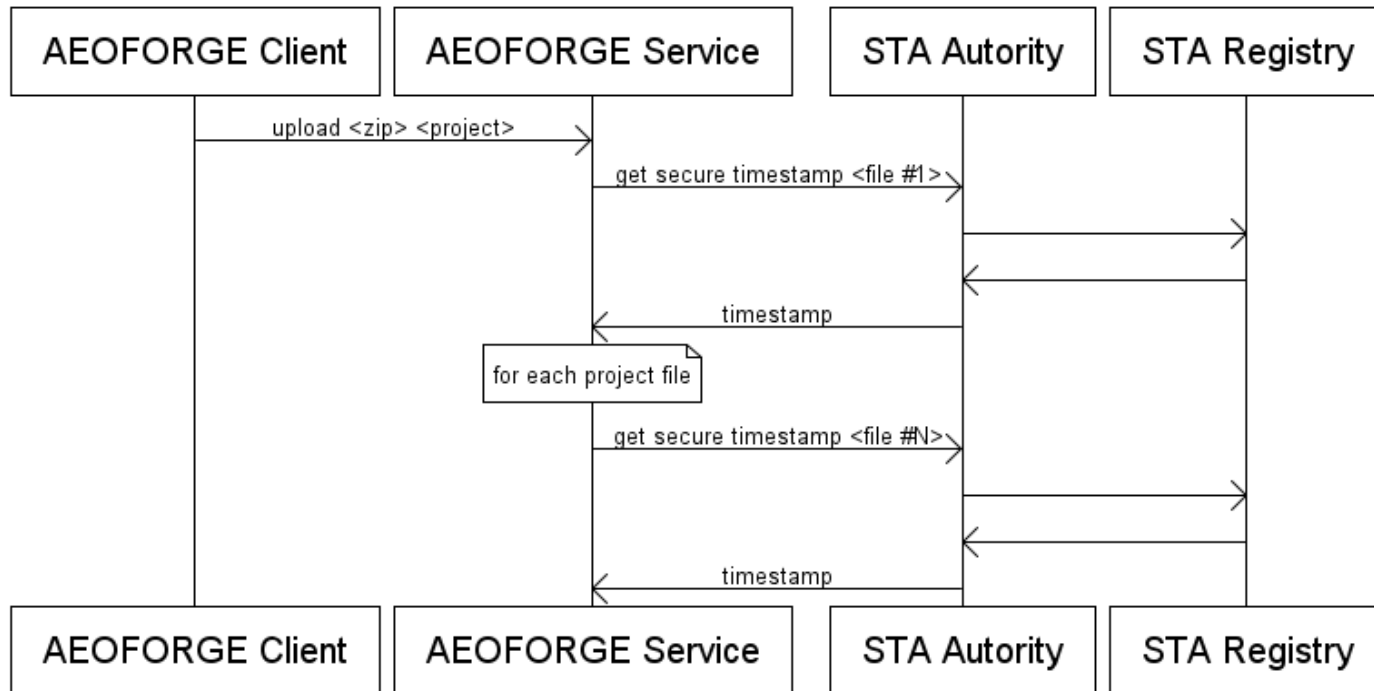 AEOFORGE Client
AEOFORGE Service
STA Autority
STA Registry
upload <zip> <project>
get secure timestamp <file #1>
timestamp
for each project file
get secure timestamp <file #N>
timestamp
AEOFORGE Client
AEOFORGE Service
STA Autority
STA Registry